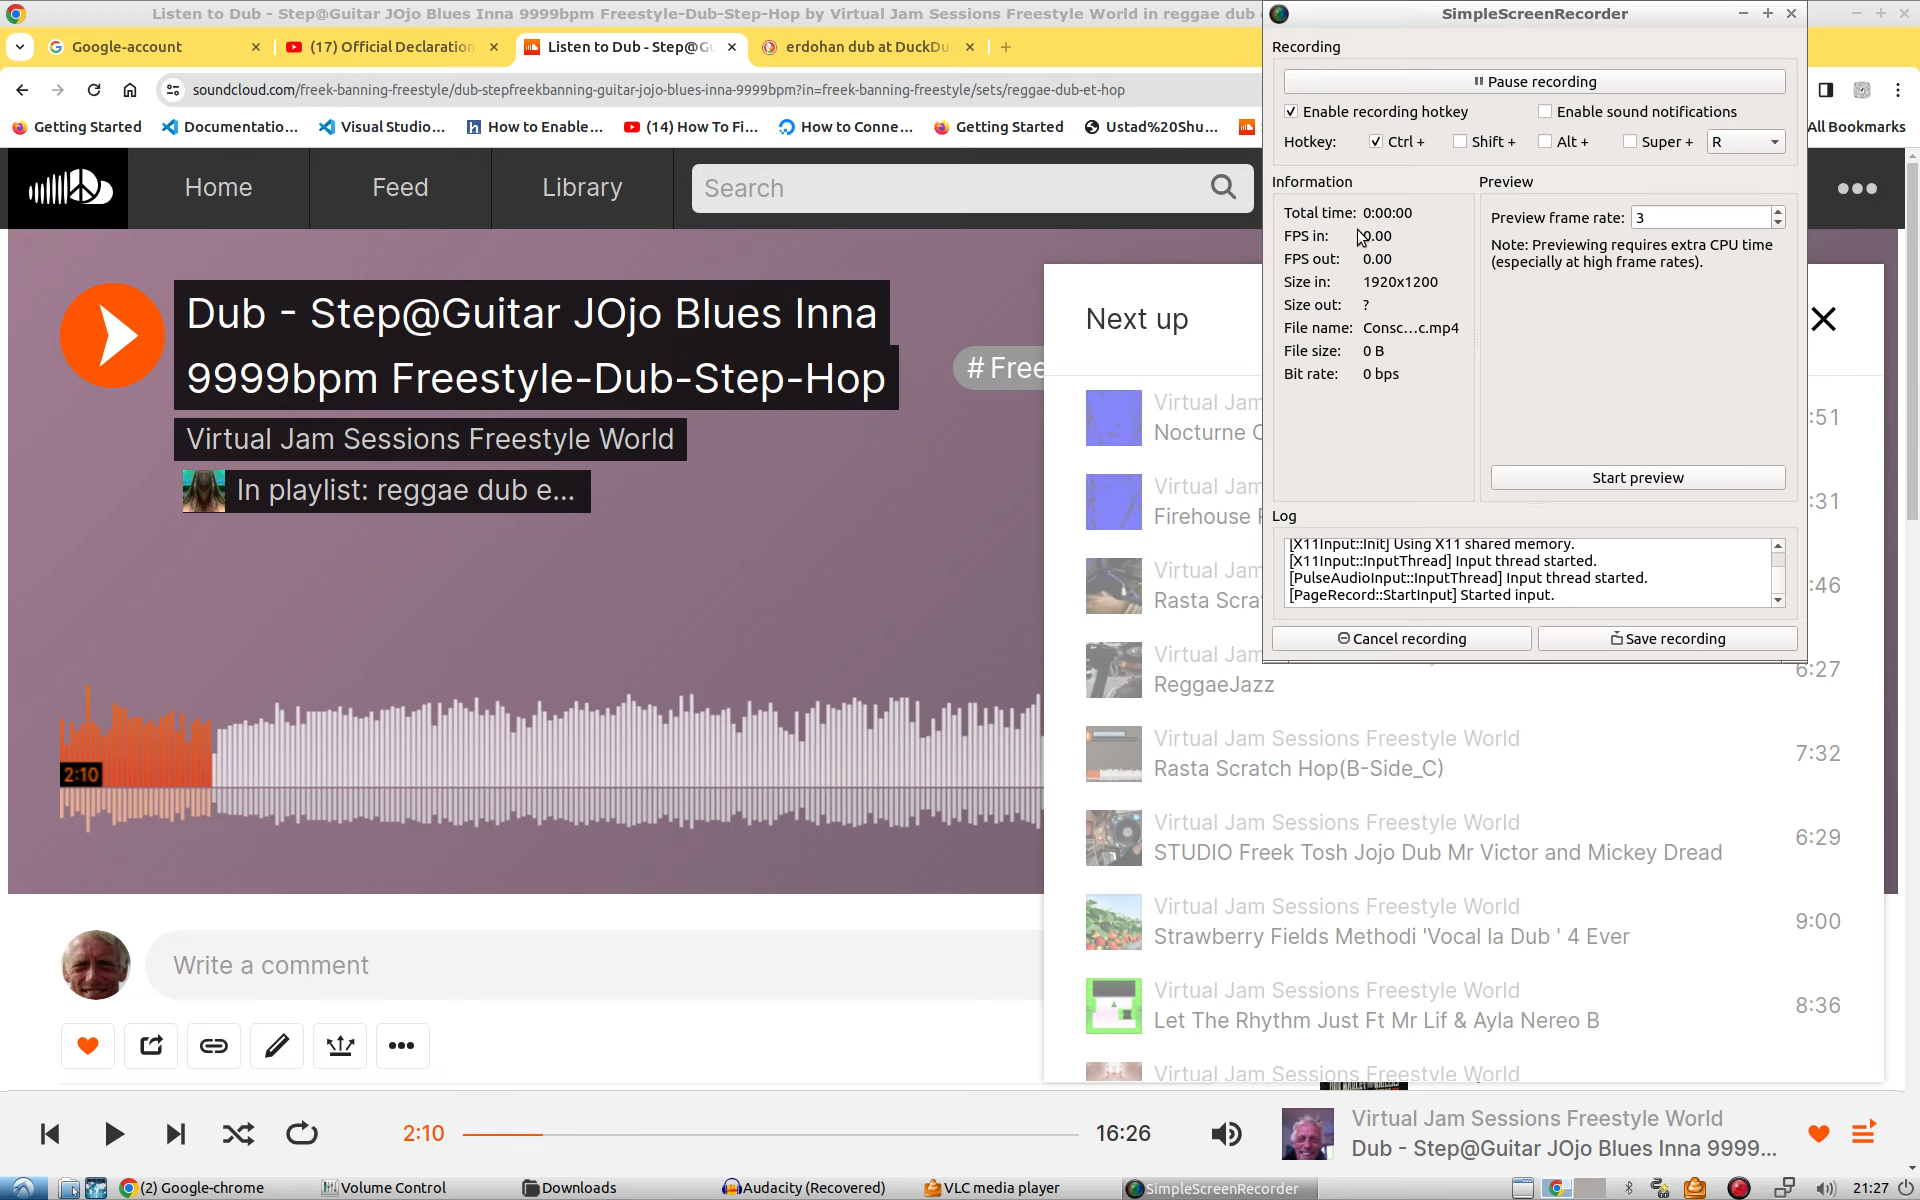 Listen to Dub - Step@Guitar JOjo Blues Inna 9999bpm Freestyle-Dub-Step-Hop by Virtual Jam Sessions Freestyle World in reggae dub
Google-account
(17) Official Declaration
Listen to Dub - Step@G
erdohan dub at DuckDu
soundcloud.com/freek-banning-freestyle/dub-stepfreekbanning-guitar-jojo-blues-inna-9999bpm?in=freek-banning-freestyle/sets/reggae-dub-et-hop
Getting Started
Documentatio...
Visual Studio...
How to Enable...
(14) How To Fi...
How to Conne...
Getting Started
Ustad%20Shu...
All Bookmarks
Home
Feed
Library
Search
Dub - Step@Guitar JOjo Blues Inna
9999bpm Freestyle-Dub-Step-Hop
Virtual Jam Sessions Freestyle World
In playlist: reggae dub e...
# Free
2:10
Write a comment
Next up
Virtual Jam
Nocturne
:51
Virtual Jam
Firehouse
:31
Virtual Jam
Rasta Scra
:46
Virtual Jam
ReggaeJazz
6:27
Virtual Jam Sessions Freestyle World
Rasta Scratch Hop(B-Side_C)
7:32
Virtual Jam Sessions Freestyle World
STUDIO Freek Tosh Jojo Dub Mr Victor and Mickey Dread
6:29
Virtual Jam Sessions Freestyle World
Strawberry Fields Methodi 'Vocal la Dub ' 4 Ever
9:00
Virtual Jam Sessions Freestyle World
Let The Rhythm Just Ft Mr Lif & Ayla Nereo B
8:36
Virtual Jam Sessions Freestyle World
SimpleScreenRecorder
Recording
Pause recording
Enable recording hotkey
Enable sound notifications
Hotkey:
Ctrl +
Shift +
Alt +
Super +
R
Information
Total time: 0:00:00
FPS in: 0.00
FPS out: 0.00
Size in: 1920x1200
Size out: ?
File name: Consc...c.mp4
File size: 0 B
Bit rate: 0 bps
Preview
Preview frame rate: 3
Note: Previewing requires extra CPU time
(especially at high frame rates).
Start preview
Log
[X11Input::Init] Using X11 shared memory.
[X11Input::InputThread] Input thread started.
[PulseAudioInput::InputThread] Input thread started.
[PageRecord::StartInput] Started input.
Cancel recording
Save recording
2:10
16:26
Virtual Jam Sessions Freestyle World
Dub - Step@Guitar JOjo Blues Inna 9999...
(2) Google-chrome
Volume Control
Downloads
Audacity (Recovered)
VLC media player
SimpleScreenRecorder
21:27